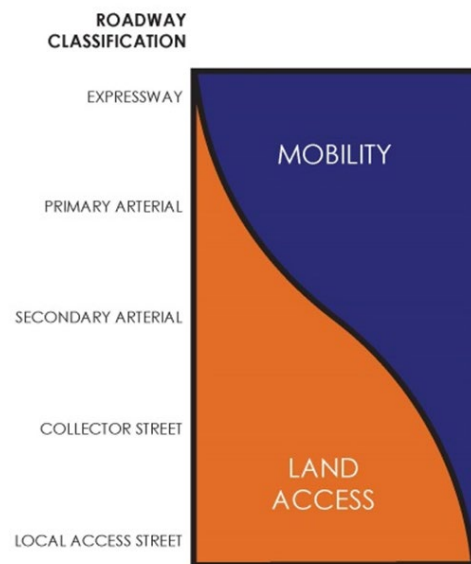 ROADWAY
CLASSIFICATION
EXPRESSWAY
MOBILITY
PRIMARY ARTERIAL
SECONDARY ARTERIAL
COLLECTOR STREET
LAND
ACCESS
LOCAL ACCESS STREET